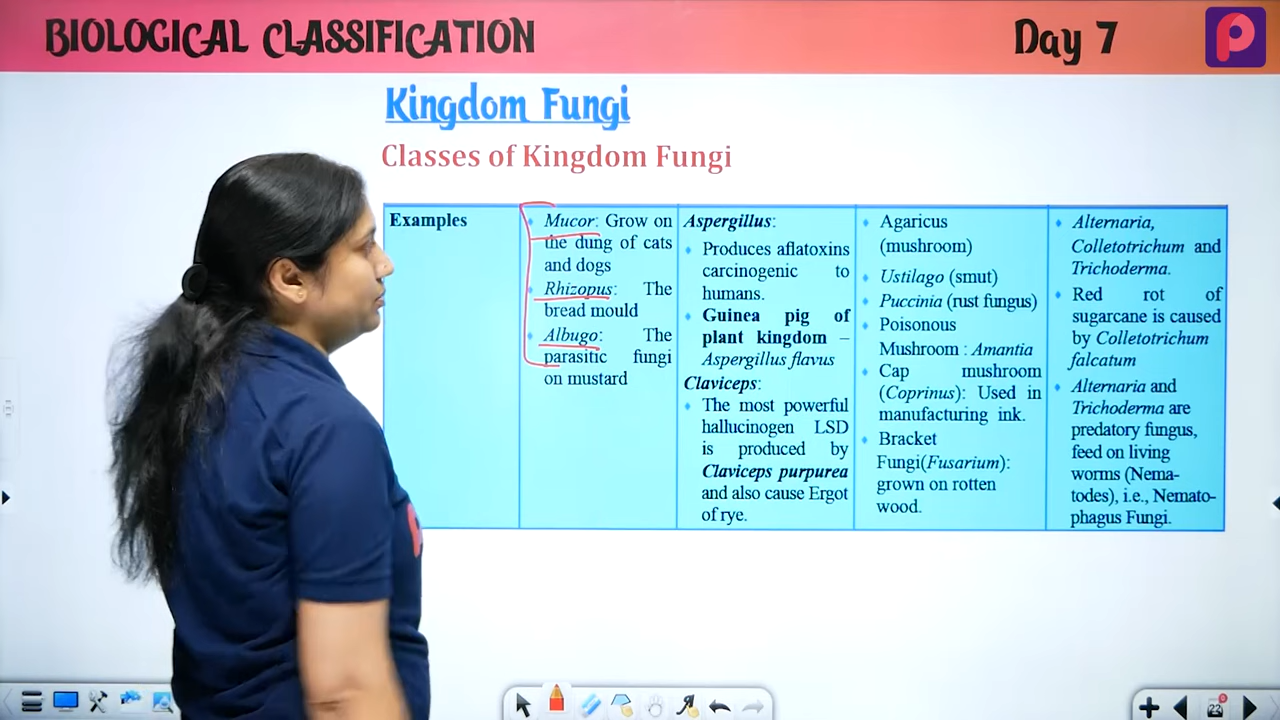 BIOLOGICAL CLASSIFICATION
Day 7
Kingdom Fungi
Classes of Kingdom Fungi
Examples
Mucor: Grow on
the dung of cats
and dogs
Rhizopus: The
bread mould
Albugo: The
parasitic fungi
on mustard
Aspergillus:
Produces aflatoxins
carcinogenic to
humans.
Guinea pig of
plant kingdom –
Aspergillus flavus
Claviceps:
The most powerful
hallucinogen LSD
is produced by
Claviceps purpurea
and also cause Ergot
of rye.
Agaricus
(mushroom)
Ustilago (smut)
Puccinia (rust fungus)
Poisonous
Mushroom : Amantia
Cap mushroom
(Coprinus): Used in
manufacturing ink.
Bracket
Fungi(Fusarium):
grown on rotten
wood.
Alternaria,
Colletotrichum and
Trichoderma.
Red rot of
sugarcane is caused
by Colletotrichum
falcatum
Alternaria and
Trichoderma are
predatory fungus,
feed on living
worms (Nema-
todes), i.e., Nemato-
phagus Fungi.
22